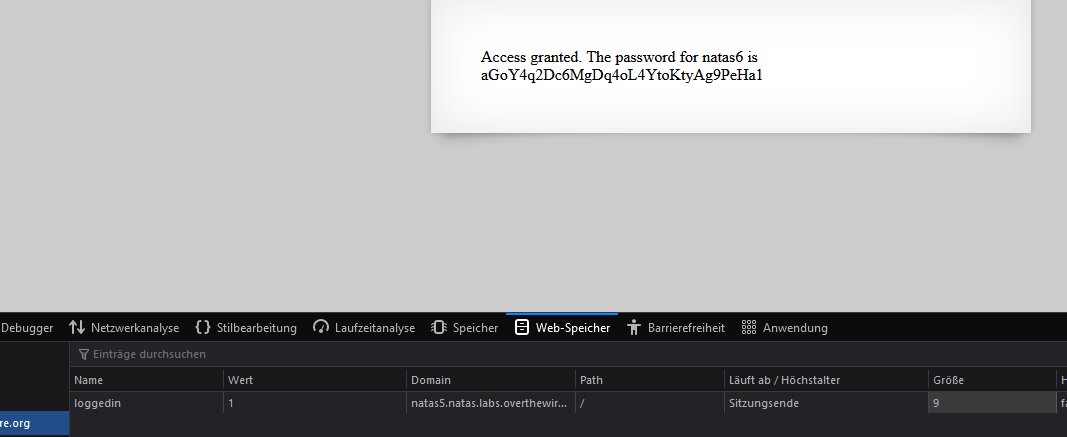 Access granted. The password for natas6 is
aGoY4q2Dc6MgDq4oL4YtoKtyAg9PeHa1
Debugger Netzwerkanalyse Stilbearbeitung Laufzeitanalyse Speicher Web-Speicher Barrierefreiheit Anwendung
Einträge durchsuchen
Name Wert Domain Path Läuft ab / Höchstalter Größe H
loggedin 1 natas5.natas.labs.overthewir... / Sitzungsende 9 fa
re.org